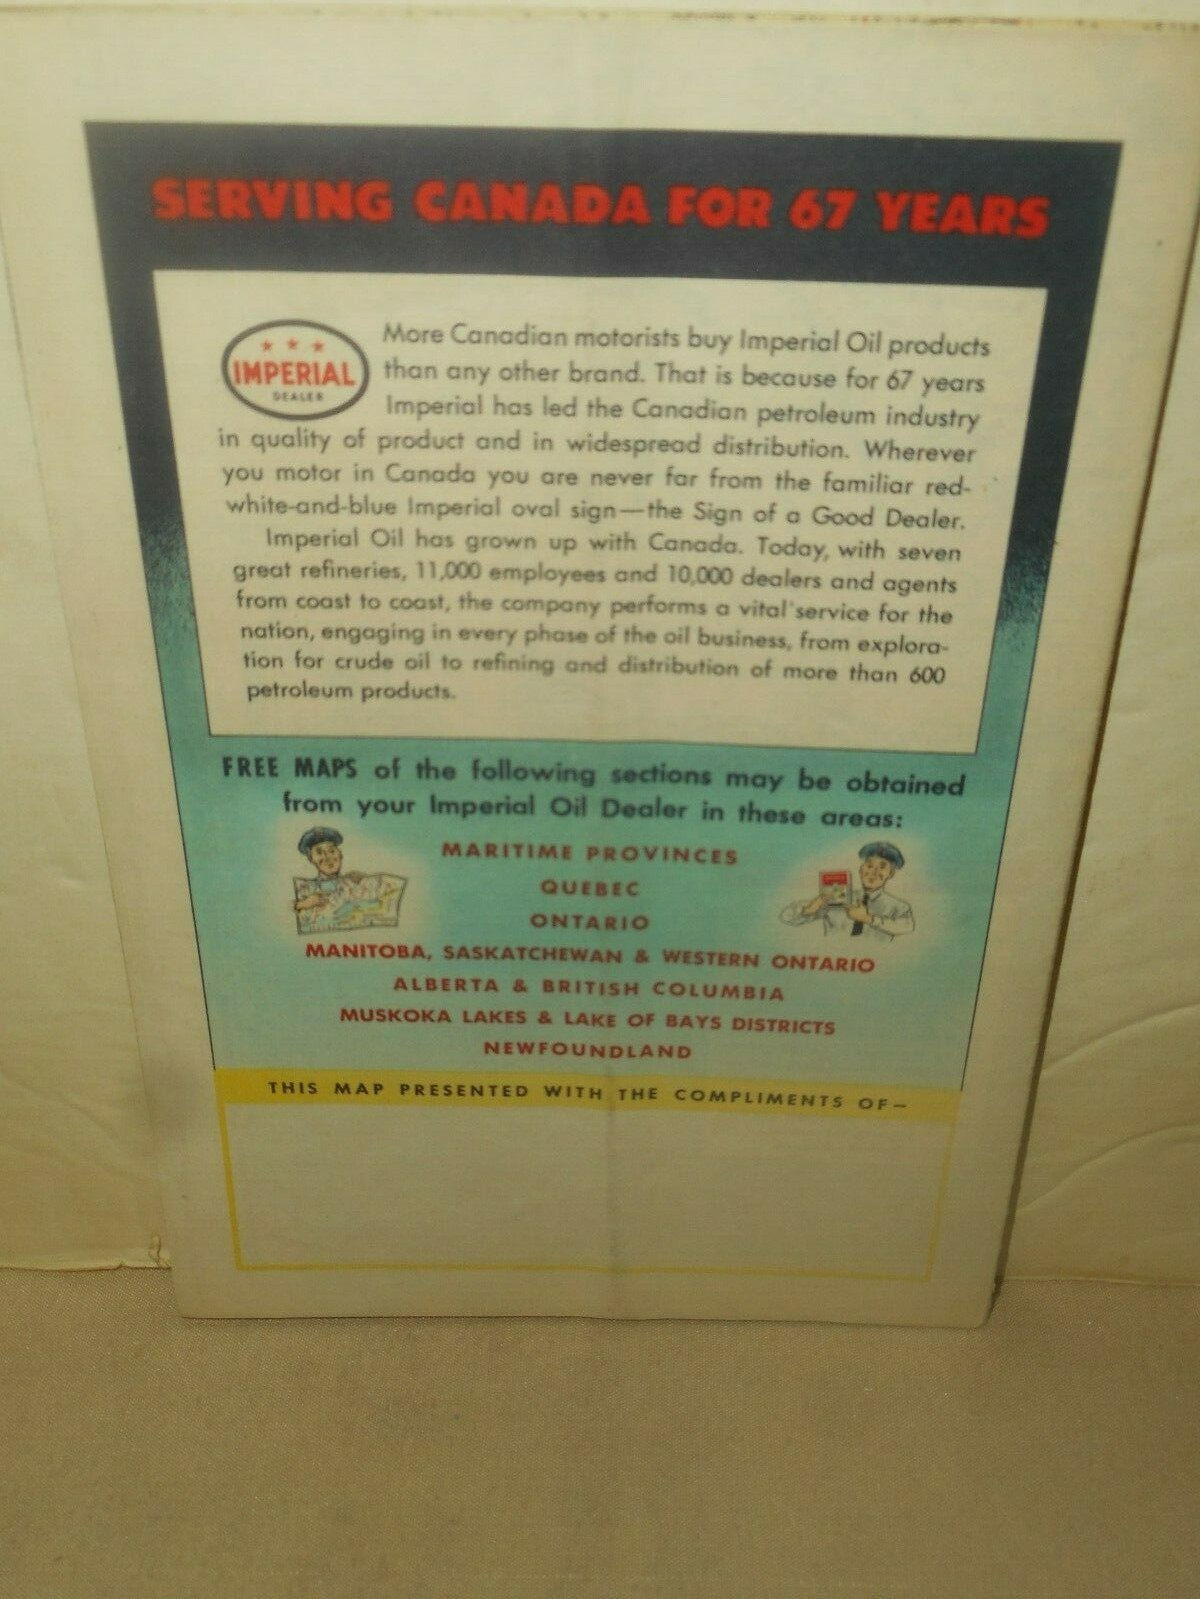 SERVING CANADA FOR 67 YEARS
IMPERIAL
DEALER
More Canadian motorists buy Imperial Oil products
than any other brand. That is because for 67 years
Imperial has led the Canadian petroleum industry
in quality of product and in widespread distribution. Wherever
you motor in Canada you are never far from the familiar red-
white-and-blue Imperial oval sign—the Sign of a Good Dealer.
Imperial Oil has grown up with Canada. Today, with seven
great refineries, 11,000 employees and 10,000 dealers and agents
from coast to coast, the company performs a vital service for the
nation, engaging in every phase of the oil business, from explora-
tion for crude oil to refining and distribution of more than 600
petroleum products.
FREE MAPS of the following sections may be obtained
from your Imperial Oil Dealer in these areas:
MARITIME PROVINCES
QUEBEC
ONTARIO
MANITOBA, SASKATCHEWAN & WESTERN ONTARIO
ALBERTA & BRITISH COLUMBIA
MUSKOKA LAKES & LAKE OF BAYS DISTRICTS
NEWFOUNDLAND
THIS MAP PRESENTED WITH THE COMPLIMENTS OF—